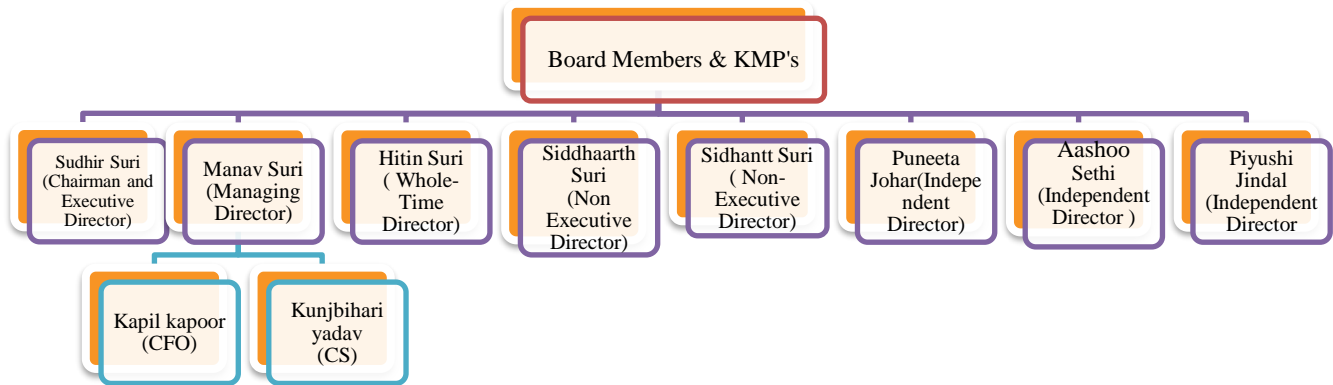 Board Members & KMP's
Sudhir Suri
(Chairman and
Executive
Director)
Manav Suri
(Managing
Director)
Hitin Suri
( Whole-
Time
Director)
Siddhaarth
Suri
(Non
Executive
Director)
Sidhantt Suri
( Non-
Executive
Director)
Puneeta
Johar(Indepe
ndent
Director)
Aashoo
Sethi
(Independent
Director )
Piyushi
Jindal
(Independent
Director
Kapil kapoor
(CFO)
Kunjbihari
yadav
(CS)